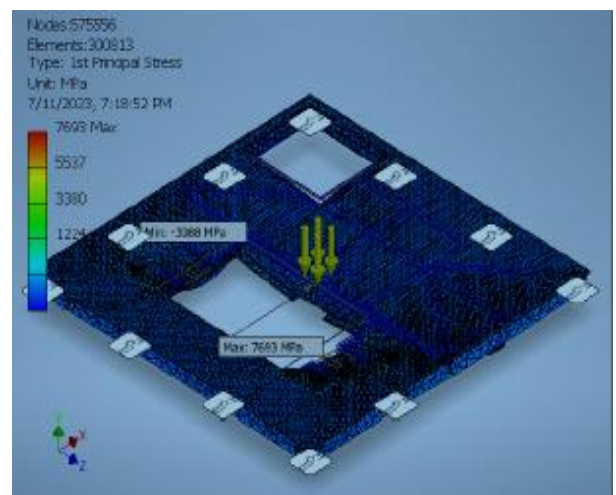 Nodes:575556
Elements:300813
Type: 1st Principal Stress
Unit: MPa
7/11/2023, 7:18:52 PM
7693 Max
5537
3380
1224
Min: -3088 MPa
Max: 7693 MPa
Y
X
Z